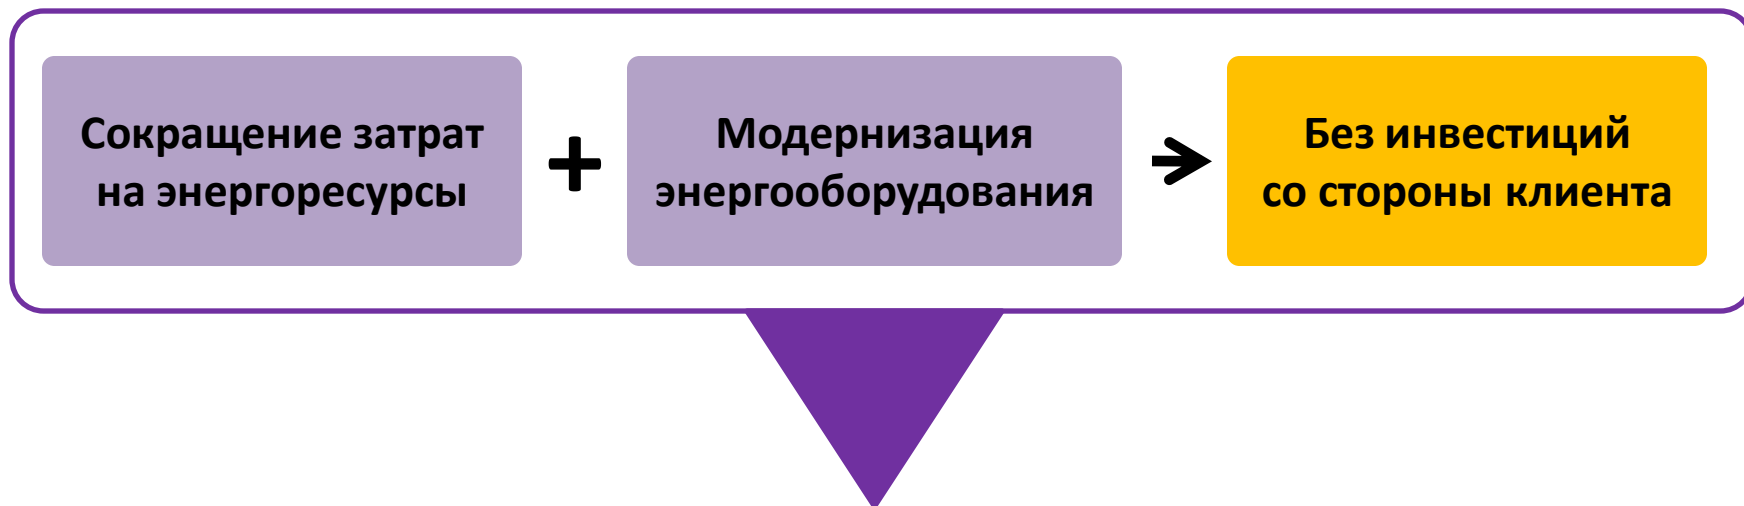 Сокращение затрат
на энергоресурсы
+
Модернизация
энергооборудования
Без инвестиций
со стороны клиента